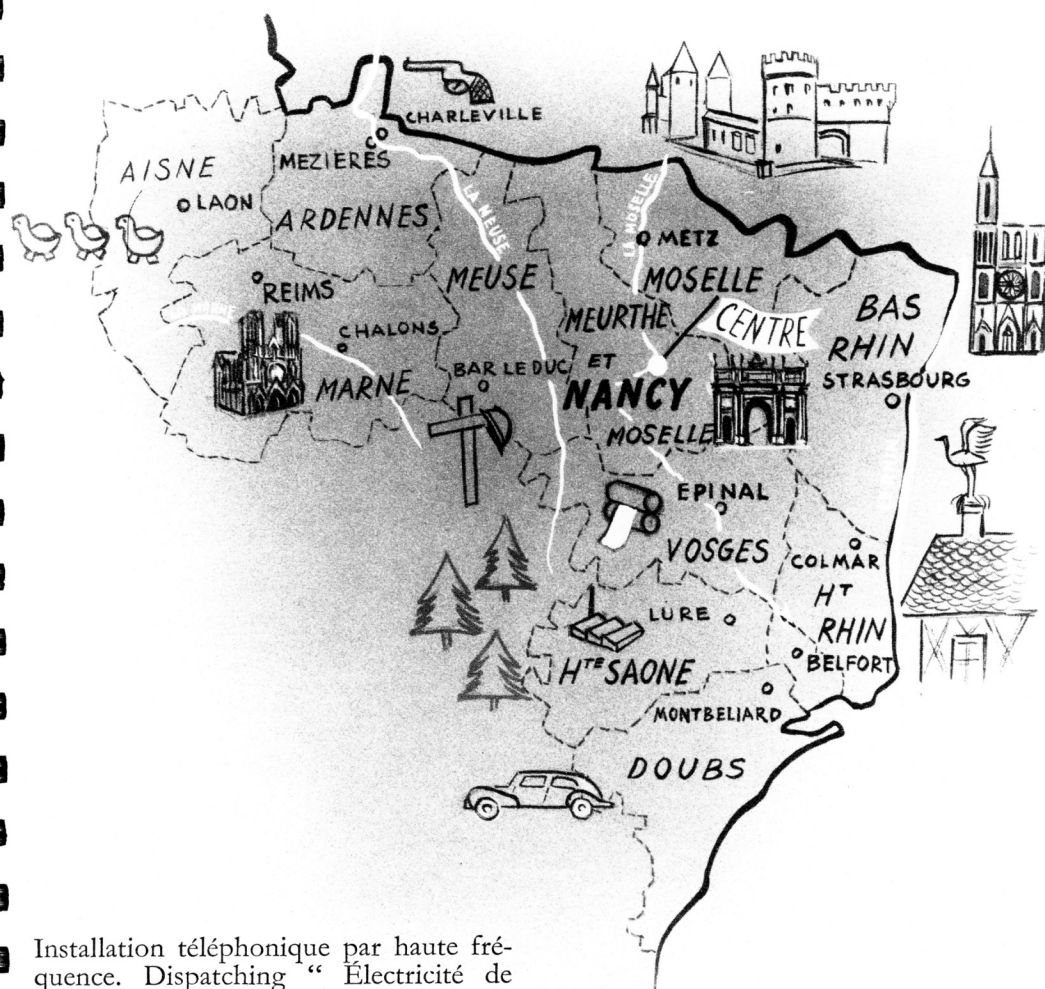 CHARLEVILLE
MEZIÈRES
AISNE
LAON
ARDENNES
LA MEUSE
LA MOSELLE
METZ
MEUSE
MOSELLE
REIMS
CHALONS
MARNE
BAR LE DUC
MEURTHE
ET
MOSELLE
NANCY
CENTRE
BAS
RHIN
STRASBOURG
EPINAL
VOSGES
COLMAR
HT
RHIN
LURE
BELFORT
HTE SAONE
MONTBELIARD
DOUBS
Installation téléphonique par haute fré-
quence. Dispatching “ Électricité de